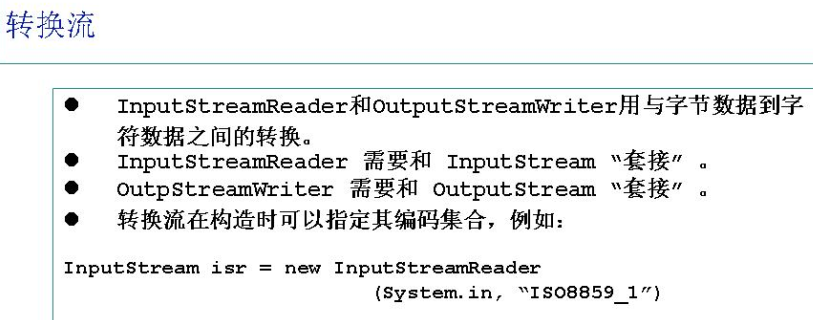 转换流
● InputStreamReader和OutputStreamWriter用与字节数据到字
符数据之间的转换。
● InputStreamReader 需要和 InputStream “套接” 。
● OutpStreamWriter 需要和 OutputStream “套接” 。
● 转换流在构造时可以指定其编码集合，例如：
InputStream isr = new InputStreamReader
(System.in, “ISO8859_1”)